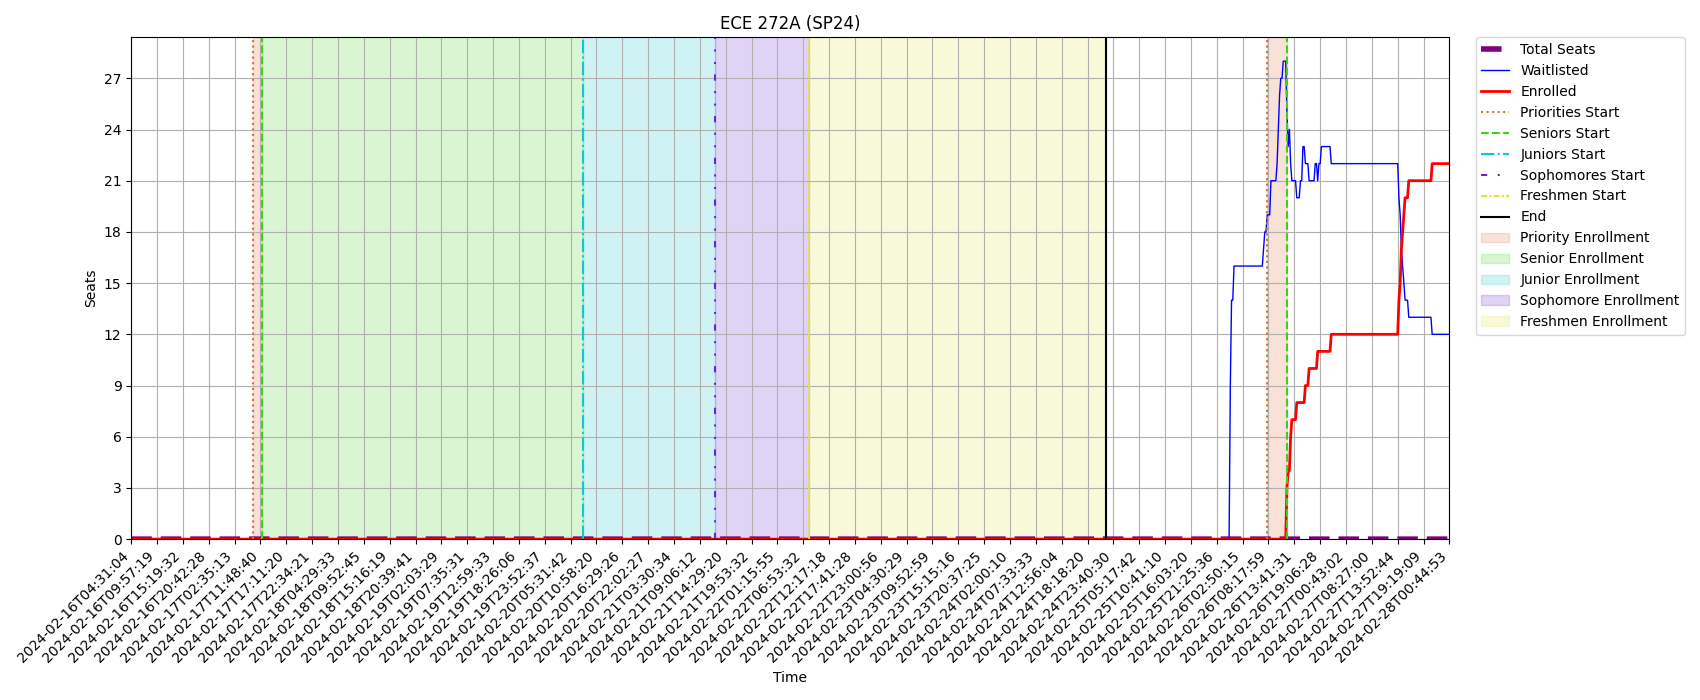 ECE 272A (SP24)
Seats
27
24
21
18
15
12
9
6
3
0
2024-02-16T04:31:04
2024-02-16T09:57:19
2024-02-16T15:19:32
2024-02-16T20:42:28
2024-02-17T02:35:13
2024-02-17T11:48:40
2024-02-17T17:11:20
2024-02-17T22:34:21
2024-02-18T04:29:33
2024-02-18T09:52:45
2024-02-18T15:16:19
2024-02-18T20:39:41
2024-02-19T02:03:29
2024-02-19T07:35:31
2024-02-19T12:59:33
2024-02-19T18:26:06
2024-02-19T23:52:37
2024-02-20T05:31:42
2024-02-20T10:58:20
2024-02-20T16:29:26
2024-02-20T22:02:27
2024-02-21T03:30:34
2024-02-21T09:06:12
2024-02-21T14:29:20
2024-02-21T19:53:32
2024-02-22T01:15:55
2024-02-22T06:53:32
2024-02-22T12:17:18
2024-02-22T17:41:28
2024-02-22T23:00:56
2024-02-23T04:30:29
2024-02-23T09:52:59
2024-02-23T15:15:16
2024-02-23T20:37:25
2024-02-24T02:00:10
2024-02-24T07:33:33
2024-02-24T12:56:04
2024-02-24T18:18:20
2024-02-24T23:40:30
2024-02-25T05:17:42
2024-02-25T10:41:10
2024-02-25T16:03:20
2024-02-25T21:25:36
2024-02-26T02:50:15
2024-02-26T08:17:59
2024-02-26T13:41:31
2024-02-26T19:06:28
2024-02-27T00:43:02
2024-02-27T08:27:00
2024-02-27T13:52:44
2024-02-27T19:19:09
2024-02-28T00:44:53
Time
Total Seats
Waitlisted
Enrolled
Priorities Start
Seniors Start
Juniors Start
Sophomores Start
Freshmen Start
End
Priority Enrollment
Senior Enrollment
Junior Enrollment
Sophomore Enrollment
Freshmen Enrollment